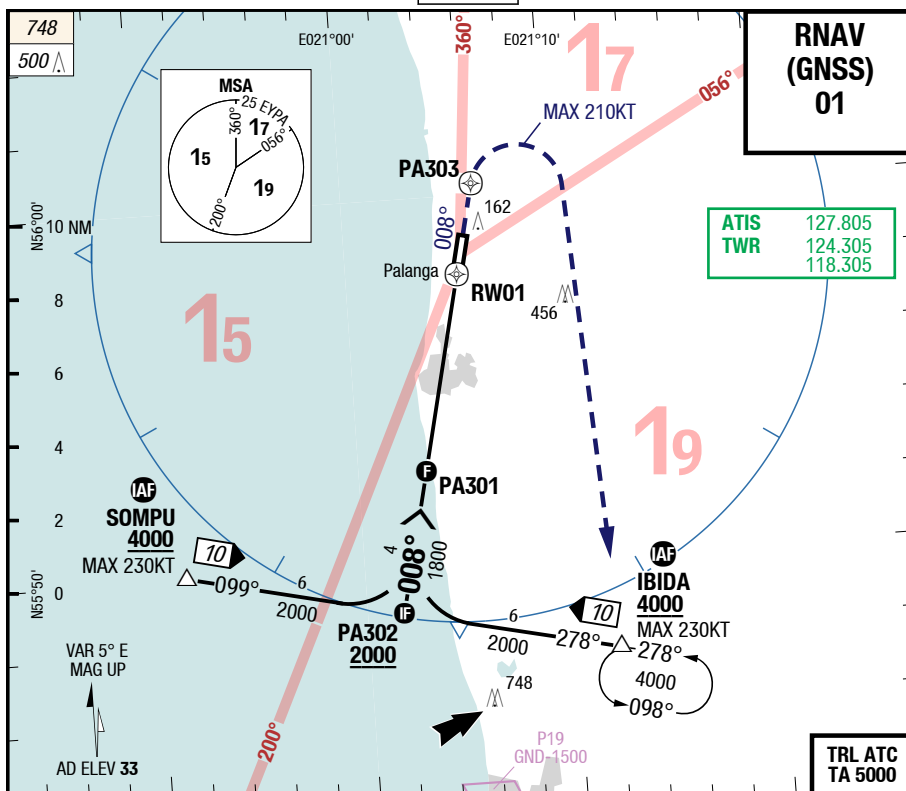 748
500
E021°00'
360°
E021°10'
17
056°
RNAV
(GNSS)
01
MSA
25 EYPA
360°
17
056°
15
19
200°
MAX 210KT
PA303
162
008°
N56°00'
10 NM
ATIS 127.805
TWR 124.305
118.305
Palanga
RW01
456
8
15
6
4
19
F
PA301
IAF
SOMPU
4000
MAX 230KT
2
10
099°
6
2000
4
008°
1800
IAF
IBIDA
4000
MAX 230KT
N55°50'
0
IF
PA302
2000
6
2000
10
278°
278°
4000
098°
VAR 5° E
MAG UP
748
200°
P19
GND-1500
AD ELEV 33
TRL ATC
TA 5000